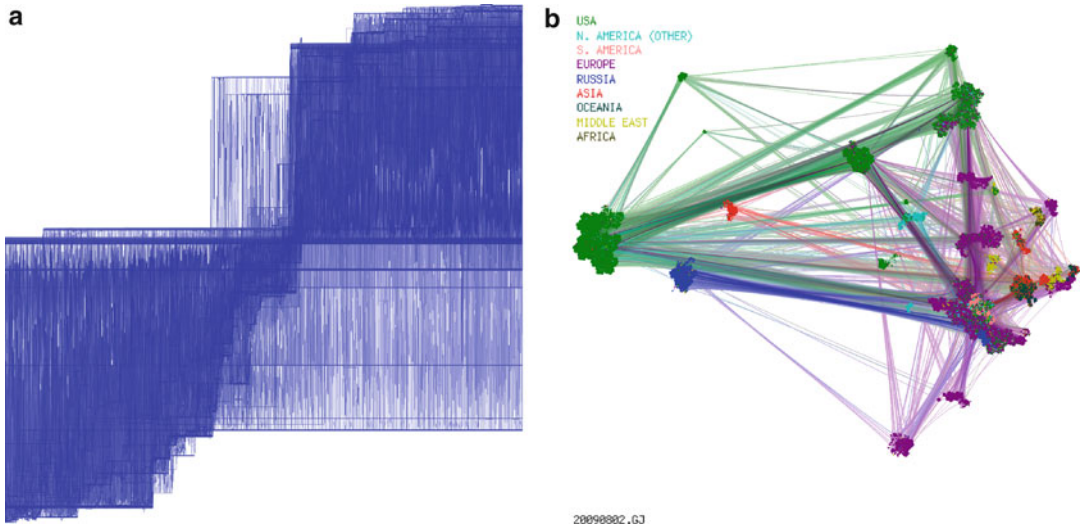 a
b
USA
N. AMERICA (OTHER)
S. AMERICA
EUROPE
RUSSIA
ASIA
OCEANIA
MIDDLE EAST
AFRICA
20090802.GJ